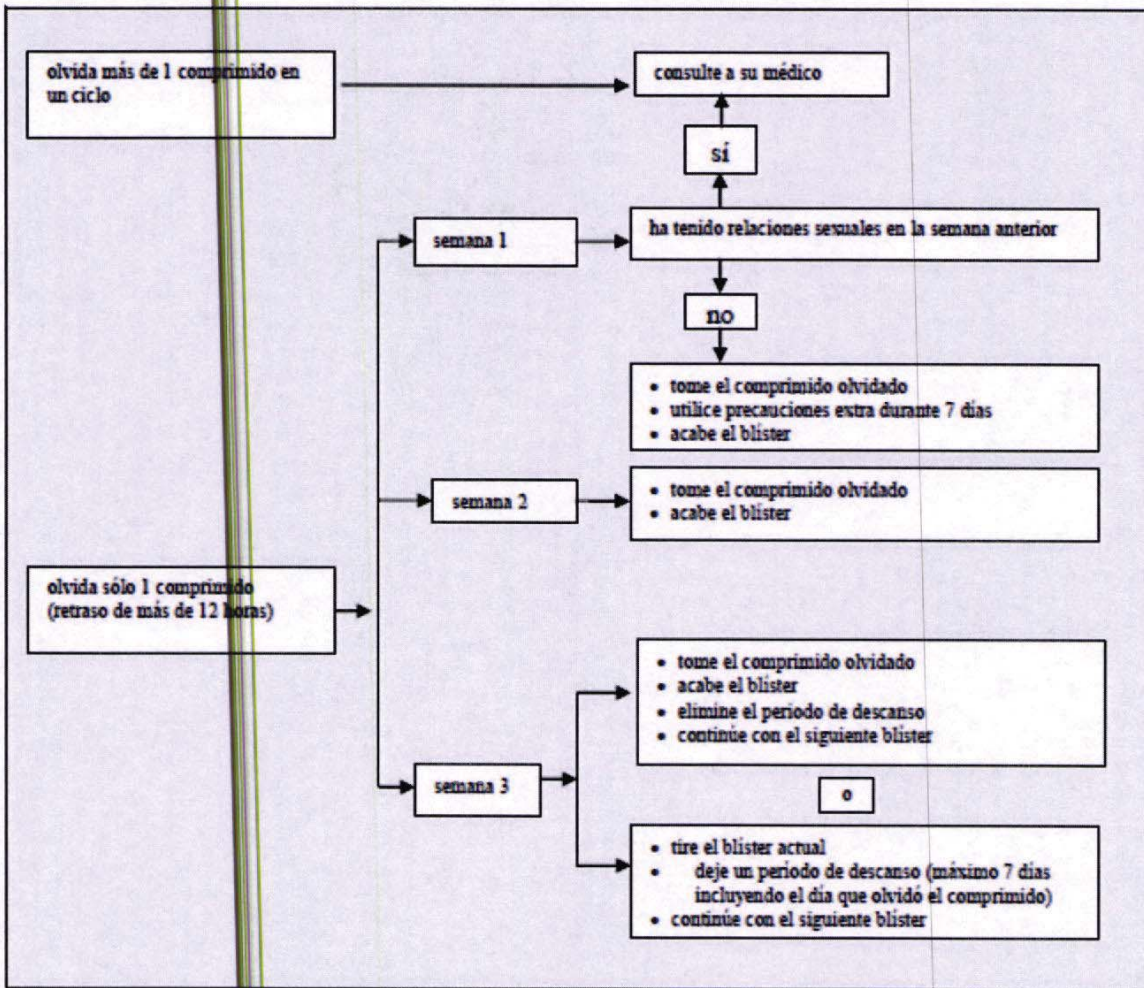 olvida más de 1 comprimido en
un ciclo
consulte a su médico
sí
semana 1
ha tenido relaciones sexuales en la semana anterior
no
• tome el comprimido olvidado
• utilice precauciones extra durante 7 días
• acabe el blíster
semana 2
• tome el comprimido olvidado
• acabe el blíster
olvida sólo 1 comprimido
(retraso de más de 12 horas)
• tome el comprimido olvidado
• acabe el blíster
• elimine el período de descanso
• continúe con el siguiente blíster
semana 3
o
• tire el blíster actual
• deje un período de descanso (máximo 7 días
incluyendo el día que olvidó el comprimido)
• continúe con el siguiente blíster